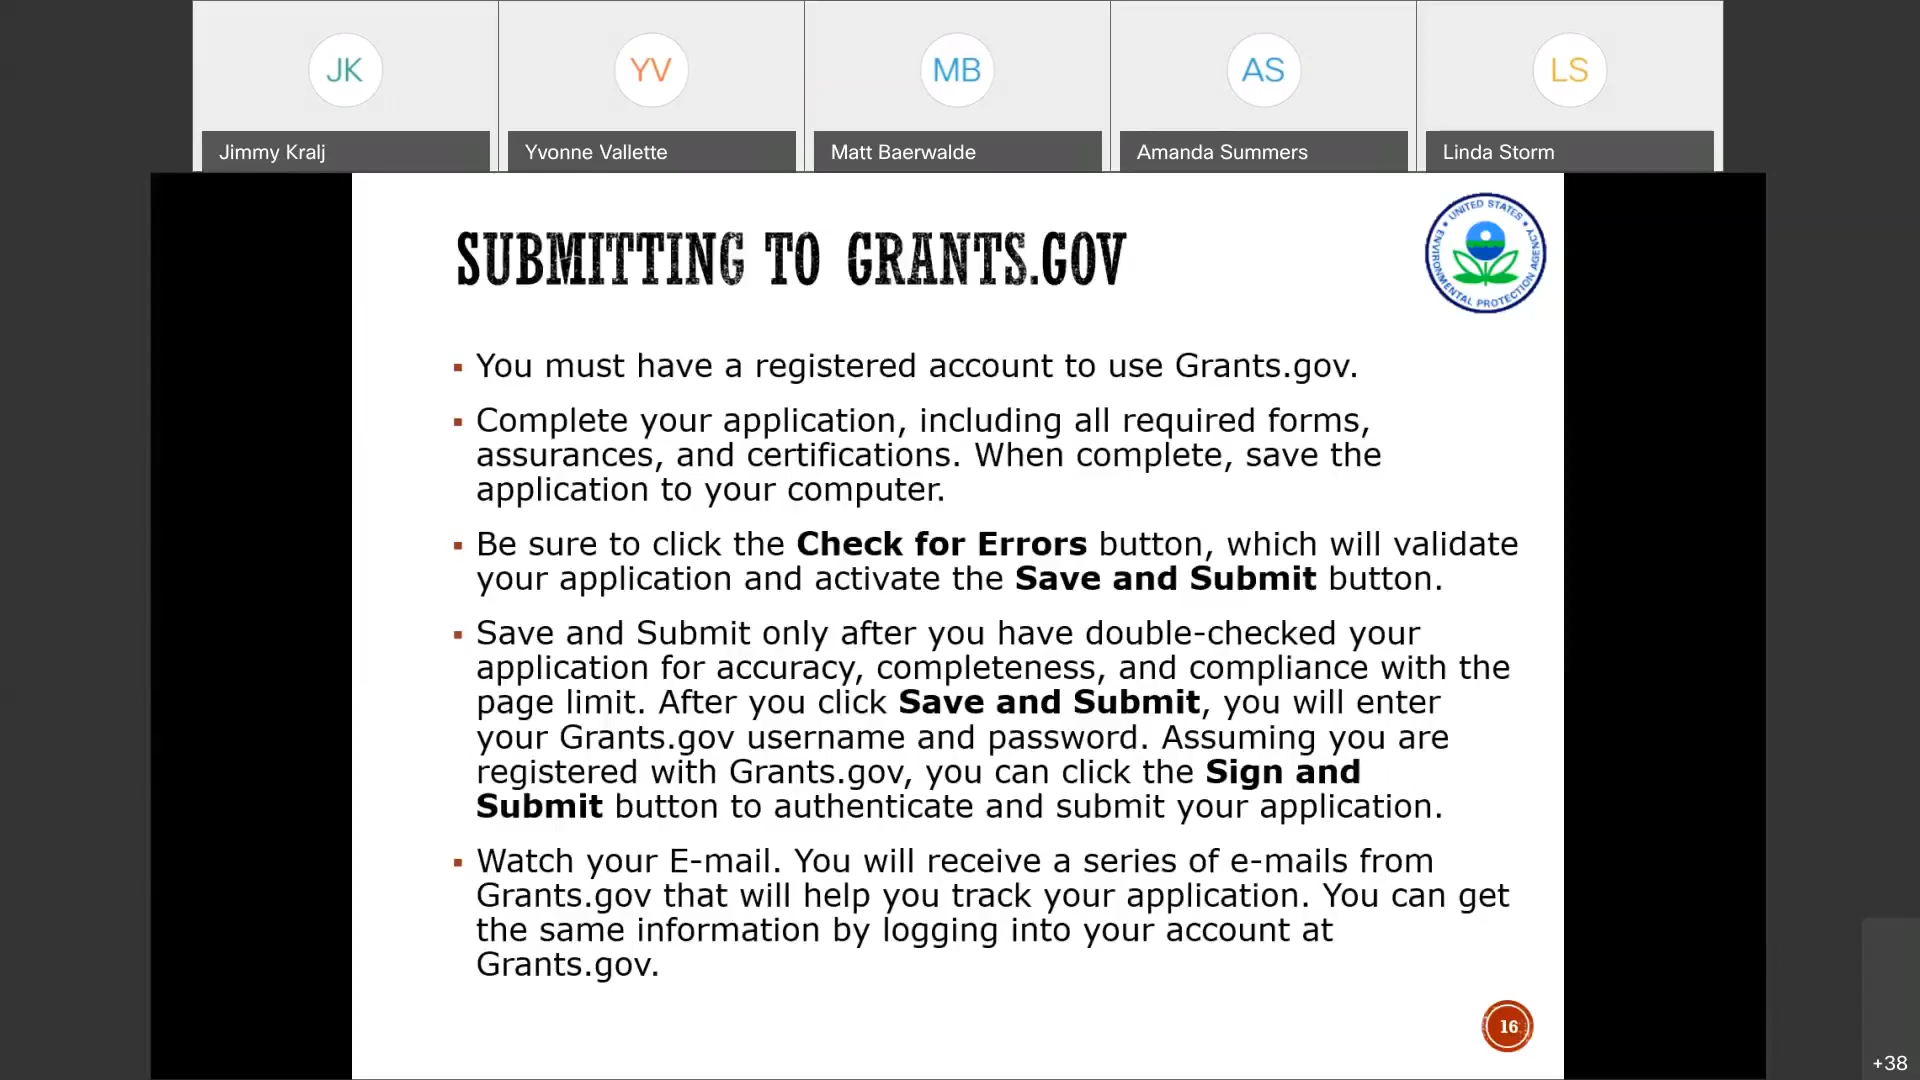 JK
YV
MB
AS
LS
Jimmy Kralj
Yvonne Vallette
Matt Baerwalde
Amanda Summers
Linda Storm
SUBMITTING TO GRANTS.GOV
UNITED STATES
ENVIRONMENTAL PROTECTION AGENCY
You must have a registered account to use Grants.gov.
Complete your application, including all required forms,
assurances, and certifications. When complete, save the
application to your computer.
Be sure to click the Check for Errors button, which will validate
your application and activate the Save and Submit button.
Save and Submit only after you have double-checked your
application for accuracy, completeness, and compliance with the
page limit. After you click Save and Submit, you will enter
your Grants.gov username and password. Assuming you are
registered with Grants.gov, you can click the Sign and
Submit button to authenticate and submit your application.
Watch your E-mail. You will receive a series of e-mails from
Grants.gov that will help you track your application. You can get
the same information by logging into your account at
Grants.gov.
16
+38